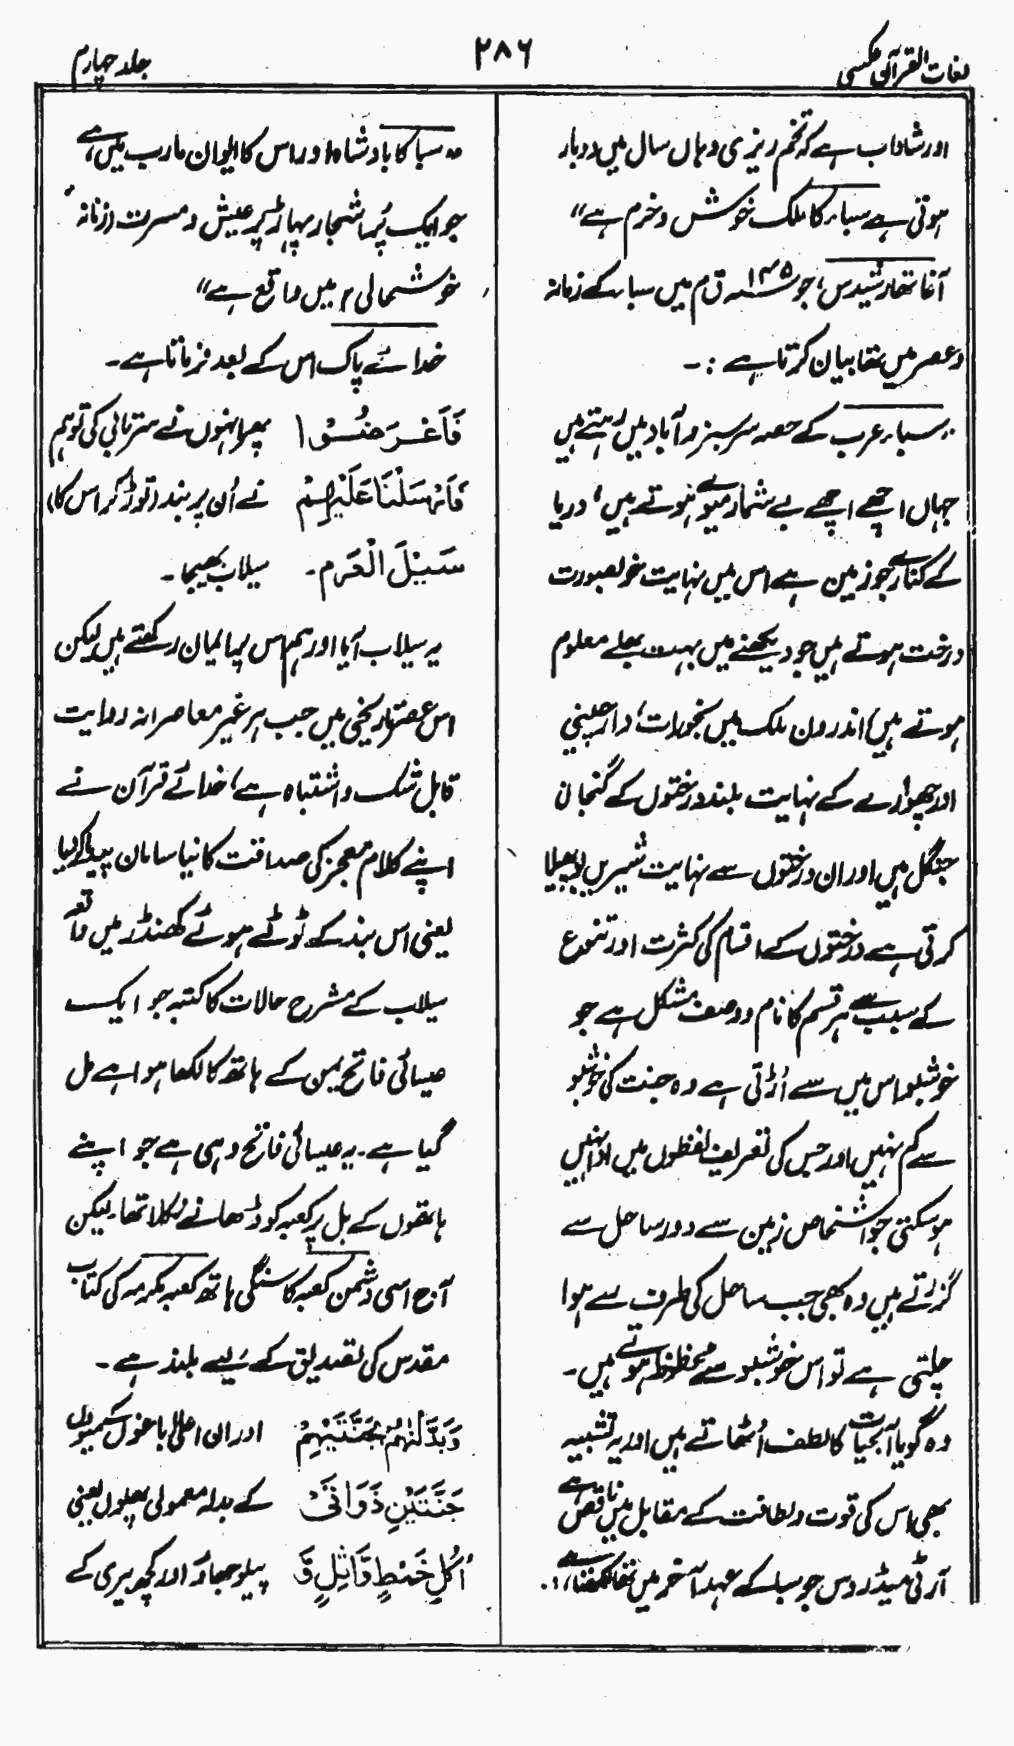 لغات القرآن عکسی
۲۸۶
جلد چہارم
اور شاداب ہے کہ تخم ریزی وہاں سال میں دو بار
ہوتی ہے سباء کا ملک خوش و خرم ہے"
آغا تھارشیدس، جو ۱۴۵ ق م میں سباء کے زمانہ
و عصر میں تھا بیان کرتا ہے :۔
"سباء عرب کے حصہ سرسبز و آباد میں رہتے ہیں
جہاں اچھے اچھے بے شمار میوے ہوتے ہیں، دریا
کے کنارے جو زمین ہے اس میں نہایت خوبصورت
درخت ہوتے ہیں جو دیکھنے میں بہت بھلے معلوم
ہوتے ہیں، اندرون ملک میں بخورات، دارچینی
اور چھوارے کے نہایت بلند درختوں کے گنجان
جنگل ہیں اور ان درختوں سے نہایت شیریں بو پھیلا
کرتی ہے درختوں کے اقسام کی کثرت اور تنوع
کے سبب سے ہر قسم کا نام و وصف مشکل ہے جو
خوشبو اس میں سے اُڑتی ہے وہ جنت کی خوشبو
سے کم نہیں اور جس کی تعریف لفظوں میں ادا نہیں
ہو سکتی جو اشخاص زمین سے دور ساحل سے
گزرتے ہیں وہ بھی جب ساحل کی طرف سے ہوا
چلتی ہے تو اس خوشبو سے محظوظ ہوتے ہیں۔
وہ گویا آب حیات کا لطف اُٹھاتے ہیں اور یہ تشبیہ
بھی اس کی قوت و لطافت کے مقابل میں ناقص ہے
آرٹی میڈروس جو سبا کے عہد آخر میں تھا لکھتا ہے :۔
"سبا کا بادشاہ اور اس کا ایوان مارب میں ہے
جو ایک پُر اشجار پہاڑ پر عیش و مسرت (زنانہ
خوشحالی) میں واقع ہے"
خدائے پاک اس کے بعد فرماتا ہے۔
فَاَعْرَضُوْا پھر انہوں نے سرتابی کی تو ہم
فَاَرْسَلْنَا عَلَيْهِمْ نے اُن پر بند (توڑ کر اس کا)
سَيْلَ الْعَرِمِ۔ سیلاب بھیجا۔
یہ سیلاب آیا اور ہم اس پر ایمان رکھتے ہیں لیکن
اس عصر تاریخی میں جب ہر غیر معاصرانہ روایت
قابل شک و اشتباہ ہے، خدائے قرآن نے
اپنے کلام معجز کی صداقت کا نیا سامان پیدا کر دیا
یعنی اس بند کے ٹوٹے ہوئے کھنڈر میں واقعہ
سیلاب کے مشرح حالات کا کتبہ جو ایک
عیسائی فاتح یمن کے ہاتھ کا لکھا ہوا ہے مل
گیا ہے۔ یہ عیسائی فاتح وہی ہے جو اپنے
ہاتھوں کے بل پر کعبہ کو ڈھانے نکلا تھا۔ لیکن
آج اسی دشمن کعبہ کا سنگی ہاتھ کعبہ مکرمہ کی کتاب
مقدس کی تصدیق کے لیے بلند ہے۔
وَبَدَّلْنٰهُمْ بِجَنَّتَيْهِمْ اور ان اعلیٰ باغوں کو میووں
جَنَّتَيْنِ ذَوَاتَیْ کے بدلہ معمولی پھلوں یعنی
اُكُلٍ خَمْطٍ وَّاَثْلٍ وَّ پیلو جھاؤ اور کچھ بیری کے